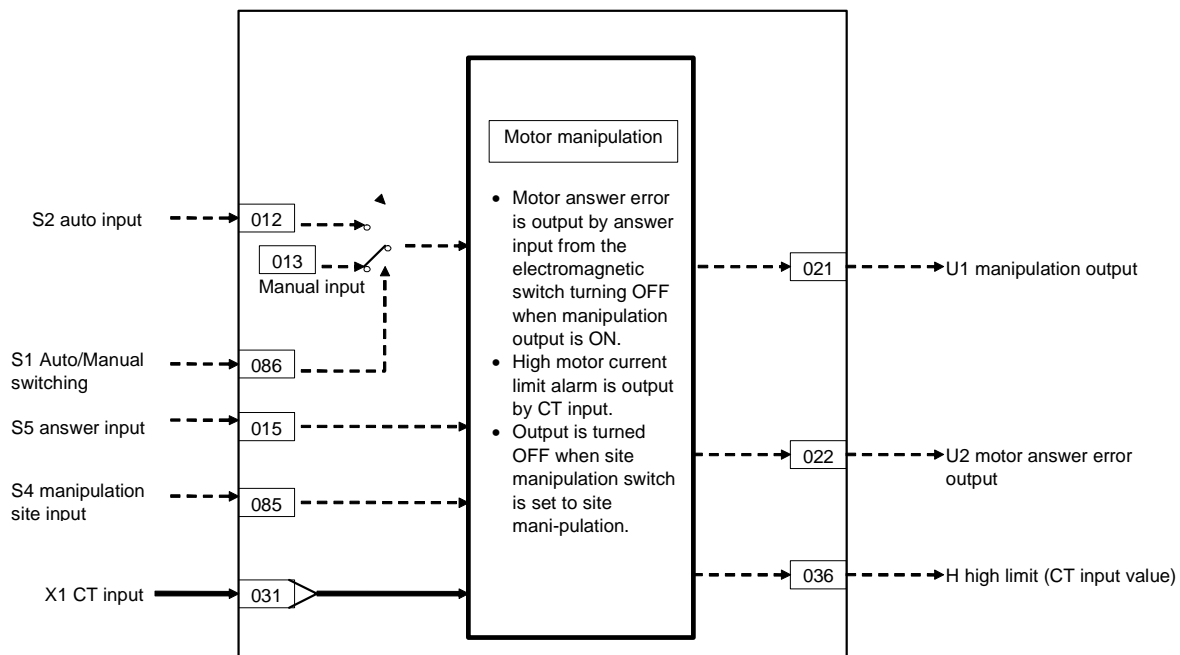 S2 auto input
012
013
Manual input
S1 Auto/Manual
switching
086
S5 answer input
015
S4 manipulation
site input
085
X1 CT input
031
Motor manipulation
• Motor answer error
is output by answer
input from the
electromagnetic
switch turning OFF
when manipulation
output is ON.
• High motor current
limit alarm is output
by CT input.
• Output is turned
OFF when site
manipulation switch
is set to site
mani-pulation.
021
U1 manipulation output
022
U2 motor answer error
output
036
H high limit (CT input value)